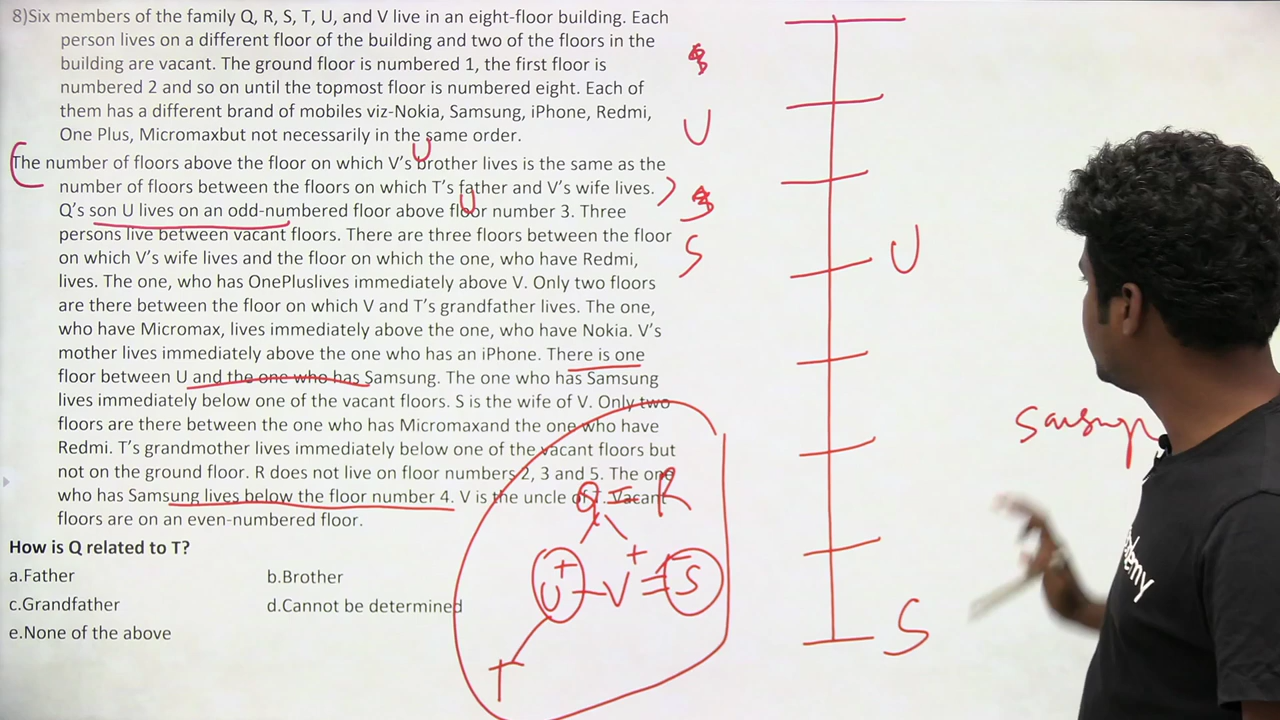 8)Six members of the family Q, R, S, T, U, and V live in an eight-floor building. Each
person lives on a different floor of the building and two of the floors in the
building are vacant. The ground floor is numbered 1, the first floor is
numbered 2 and so on until the topmost floor is numbered eight. Each of
them has a different brand of mobiles viz-Nokia, Samsung, iPhone, Redmi,
One Plus, Micromaxbut not necessarily in the same order.
The number of floors above the floor on which V's brother lives is the same as the
number of floors between the floors on which T's father and V's wife lives.
Q's son U lives on an odd-numbered floor above floor number 3. Three
persons live between vacant floors. There are three floors between the floor
on which V's wife lives and the floor on which the one, who have Redmi,
lives. The one, who has OnePluslives immediately above V. Only two floors
are there between the floor on which V and T's grandfather lives. The one,
who have Micromax, lives immediately above the one, who have Nokia. V's
mother lives immediately above the one who has an iPhone. There is one
floor between U and the one who has Samsung. The one who has Samsung
lives immediately below one of the vacant floors. S is the wife of V. Only two
floors are there between the one who has Micromaxand the one who have
Redmi. T's grandmother lives immediately below one of the vacant floors but
not on the ground floor. R does not live on floor numbers 2, 3 and 5. The one
who has Samsung lives below the floor number 4. V is the uncle of T. Vacant
floors are on an even-numbered floor.
How is Q related to T?
a.Father b.Brother
c.Grandfather d.Cannot be determined
e.None of the above
U
U
U
S
Q = R
U + – V + = S
T
U
S